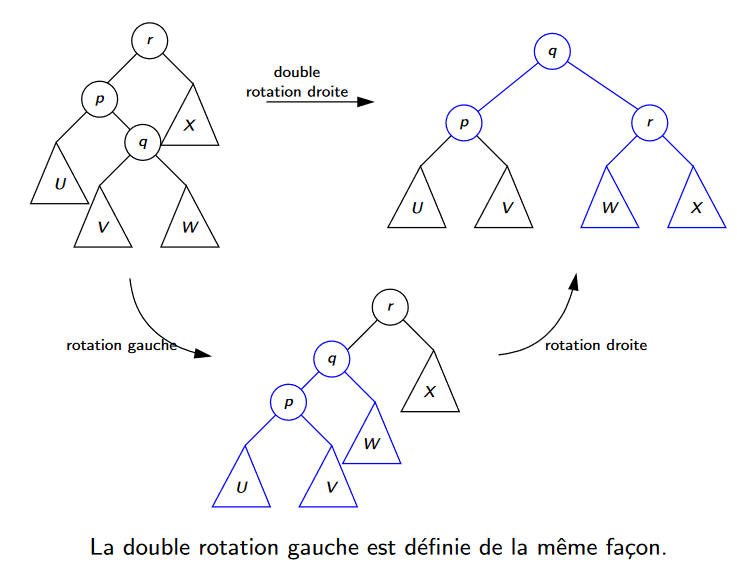 r
p
q
X
U
V
W
double
rotation droite
q
p
r
U
V
W
X
rotation gauche
rotation droite
r
q
p
X
W
U
V
La double rotation gauche est définie de la même façon.